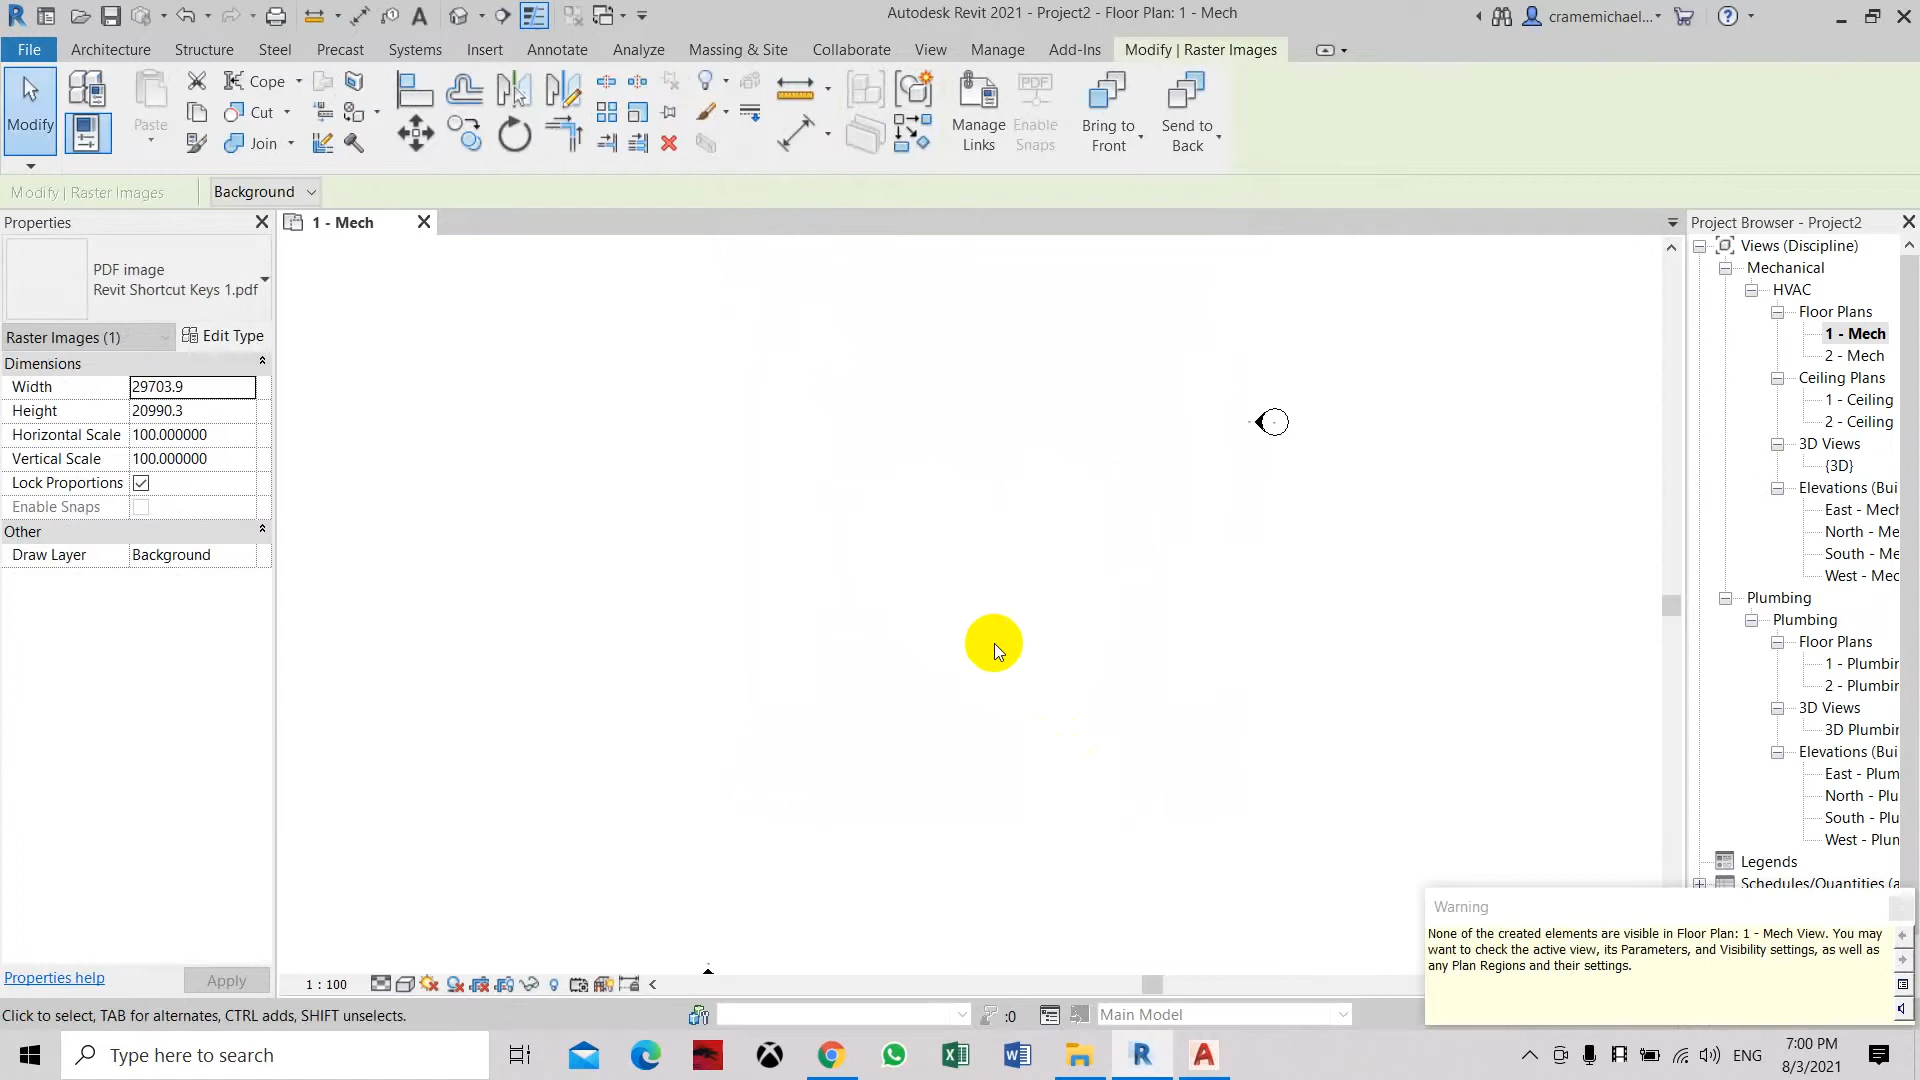 Autodesk Revit 2021 - Project2 - Floor Plan: 1 - Mech
cramemichael...
File Architecture Structure Steel Precast Systems Insert Annotate Analyze Massing & Site Collaborate View Manage Add-Ins Modify | Raster Images
Modify
Paste
Cope
Cut
Join
Manage Links
Enable Snaps
Bring to Front
Send to Back
Modify | Raster Images Background
Properties
1 - Mech
Project Browser - Project2
PDF image
Revit Shortcut Keys 1.pdf
Raster Images (1) Edit Type
Dimensions
Width 29703.9
Height 20990.3
Horizontal Scale 100.000000
Vertical Scale 100.000000
Lock Proportions
Enable Snaps
Other
Draw Layer Background
Views (Discipline)
Mechanical
HVAC
Floor Plans
1 - Mech
2 - Mech
Ceiling Plans
1 - Ceiling
2 - Ceiling
3D Views
{3D}
Elevations (Bui
East - Mech
North - Me
South - Me
West - Mec
Plumbing
Plumbing
Floor Plans
1 - Plumbin
2 - Plumbin
3D Views
3D Plumbin
Elevations (Bui
East - Plum
North - Plu
South - Plu
West - Plum
Legends
Schedules/Quantities (a
Warning
None of the created elements are visible in Floor Plan: 1 - Mech View. You may
want to check the active view, its Parameters, and Visibility settings, as well as
any Plan Regions and their settings.
Properties help Apply
1 : 100
Click to select, TAB for alternates, CTRL adds, SHIFT unselects.
:0
Main Model
Type here to search
ENG
7:00 PM
8/3/2021